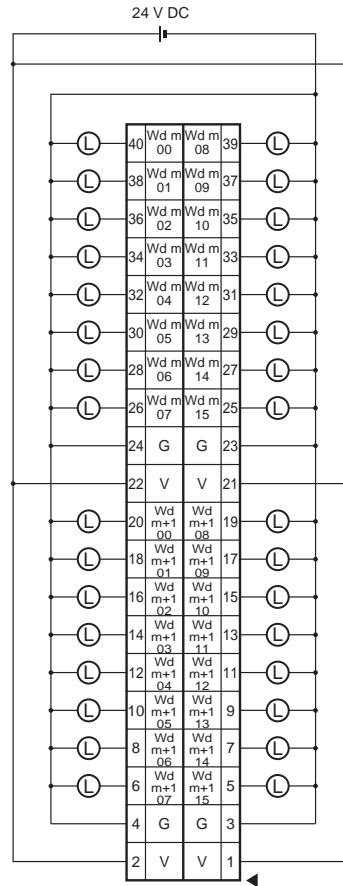 24 V DC
L 40 Wd m 00 Wd m 08 39 L
L 38 Wd m 01 Wd m 09 37 L
L 36 Wd m 02 Wd m 10 35 L
L 34 Wd m 03 Wd m 11 33 L
L 32 Wd m 04 Wd m 12 31 L
L 30 Wd m 05 Wd m 13 29 L
L 28 Wd m 06 Wd m 14 27 L
L 26 Wd m 07 Wd m 15 25 L
24 G G 23
22 V V 21
L 20 Wd m+1 00 Wd m+1 08 19 L
L 18 Wd m+1 01 Wd m+1 09 17 L
L 16 Wd m+1 02 Wd m+1 10 15 L
L 14 Wd m+1 03 Wd m+1 11 13 L
L 12 Wd m+1 04 Wd m+1 12 11 L
L 10 Wd m+1 05 Wd m+1 13 9 L
L 8 Wd m+1 06 Wd m+1 14 7 L
L 6 Wd m+1 07 Wd m+1 15 5 L
4 G G 3
2 V V 1